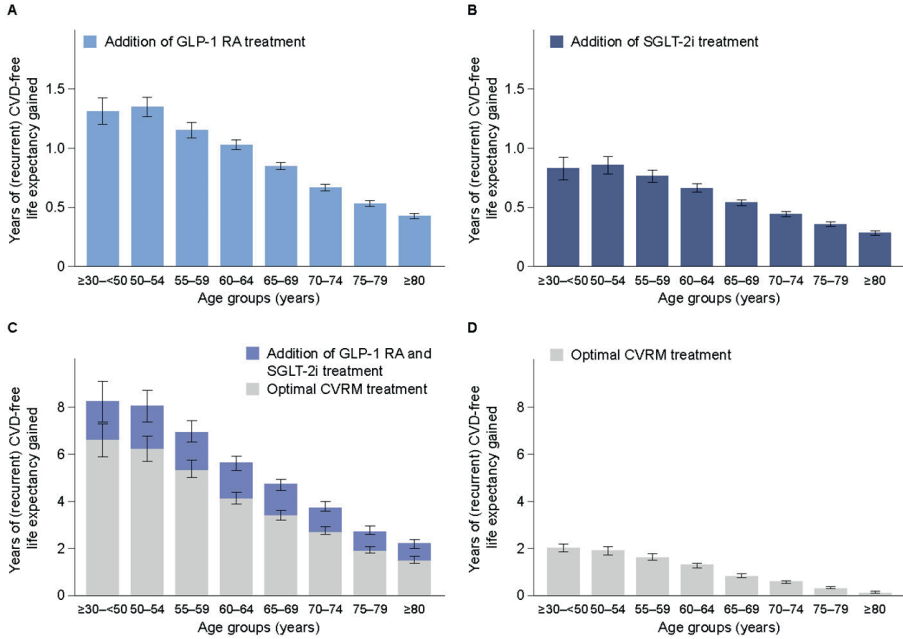 A
Addition of GLP-1 RA treatment
Years of (recurrent) CVD-free
life expectancy gained
1.5
1.0
0.5
0
≥30–<50 50–54 55–59 60–64 65–69 70–74 75–79 ≥80
Age groups (years)
B
Addition of SGLT-2i treatment
Years of (recurrent) CVD-free
life expectancy gained
1.5
1.0
0.5
0
≥30–<50 50–54 55–59 60–64 65–69 70–74 75–79 ≥80
Age groups (years)
C
Addition of GLP-1 RA and
SGLT-2i treatment
Optimal CVRM treatment
Years of (recurrent) CVD-free
life expectancy gained
8
6
4
2
0
≥30–<50 50–54 55–59 60–64 65–69 70–74 75–79 ≥80
Age groups (years)
D
Optimal CVRM treatment
Years of (recurrent) CVD-free
life expectancy gained
8
6
4
2
0
≥30–<50 50–54 55–59 60–64 65–69 70–74 75–79 ≥80
Age groups (years)